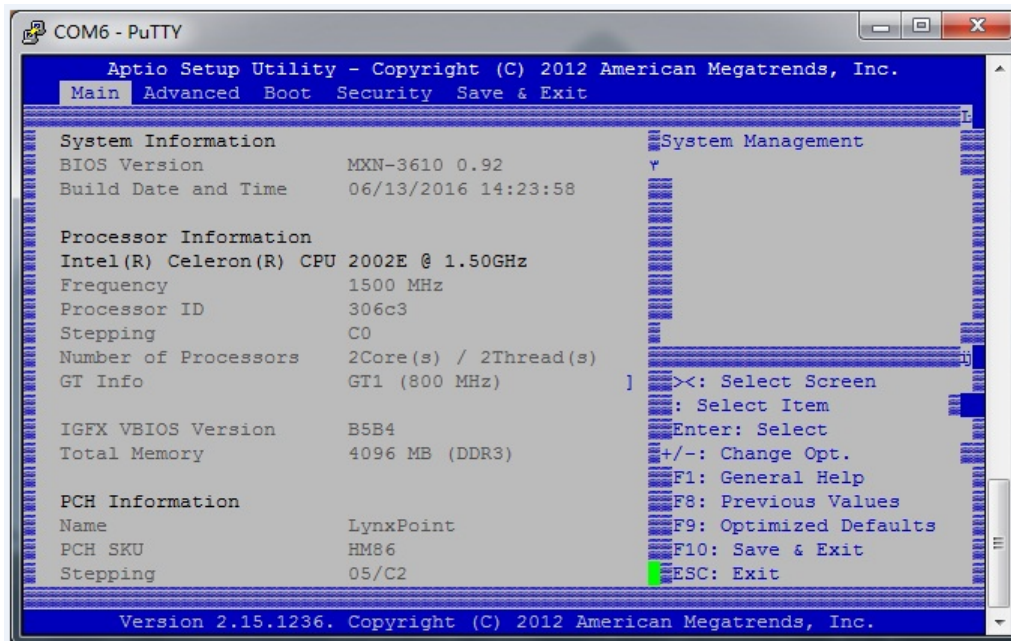 COM6 - PuTTY
Aptio Setup Utility - Copyright (C) 2012 American Megatrends, Inc.
Main Advanced Boot Security Save & Exit
System Information
BIOS Version MXN-3610 0.92
Build Date and Time 06/13/2016 14:23:58
Processor Information
Intel(R) Celeron(R) CPU 2002E @ 1.50GHz
Frequency 1500 MHz
Processor ID 306c3
Stepping C0
Number of Processors 2Core(s) / 2Thread(s)
GT Info GT1 (800 MHz) ]
IGFX VBIOS Version B5B4
Total Memory 4096 MB (DDR3)
PCH Information
Name LynxPoint
PCH SKU HM86
Stepping 05/C2
System Management
><: Select Screen
: Select Item
Enter: Select
+/-: Change Opt.
F1: General Help
F8: Previous Values
F9: Optimized Defaults
F10: Save & Exit
ESC: Exit
Version 2.15.1236. Copyright (C) 2012 American Megatrends, Inc.